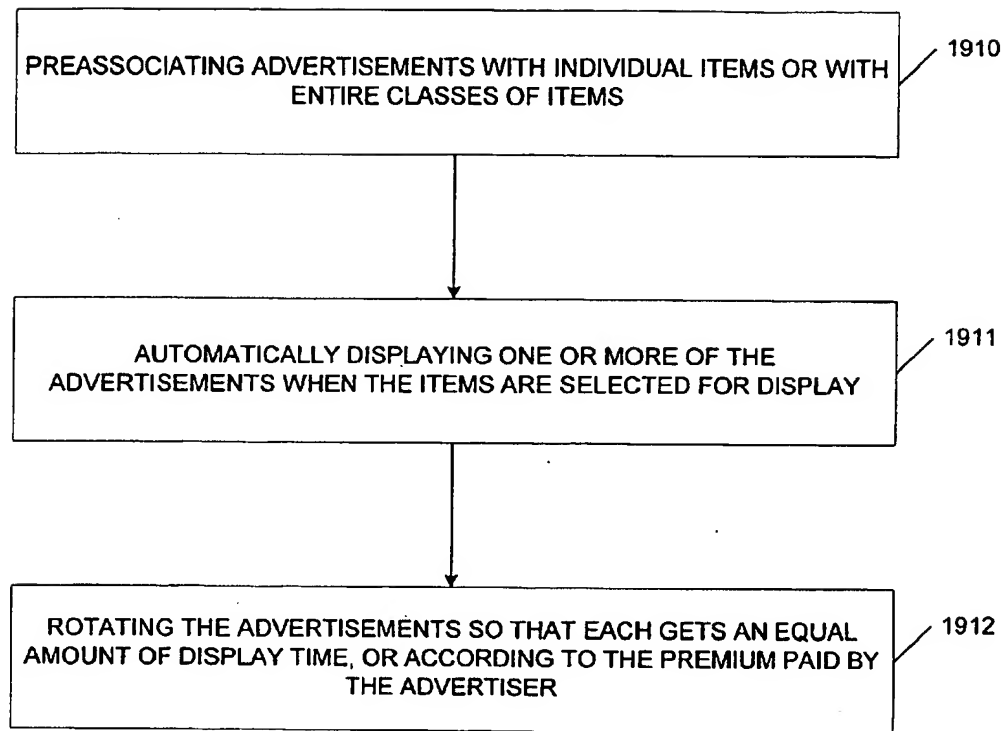 PREASSOCIATING ADVERTISEMENTS WITH INDIVIDUAL ITEMS OR WITH
ENTIRE CLASSES OF ITEMS
1910
AUTOMATICALLY DISPLAYING ONE OR MORE OF THE
ADVERTISEMENTS WHEN THE ITEMS ARE SELECTED FOR DISPLAY
1911
ROTATING THE ADVERTISEMENTS SO THAT EACH GETS AN EQUAL
AMOUNT OF DISPLAY TIME, OR ACCORDING TO THE PREMIUM PAID BY
THE ADVERTISER
1912